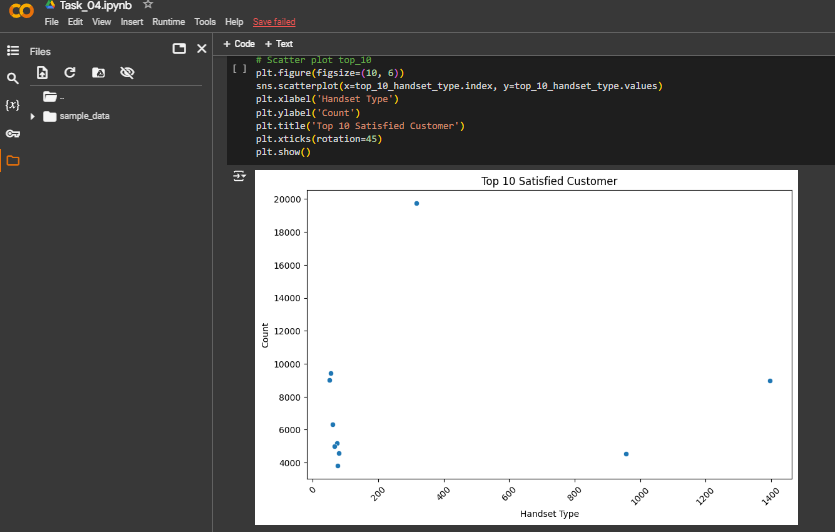 Task_04.ipynb
File Edit View Insert Runtime Tools Help Save failed
Files
..
sample_data
{x}
+ Code + Text
[ ]
# Scatter plot top_10
plt.figure(figsize=(10, 6))
sns.scatterplot(x=top_10_handset_type.index, y=top_10_handset_type.values)
plt.xlabel('Handset Type')
plt.ylabel('Count')
plt.title('Top 10 Satisfied Customer')
plt.xticks(rotation=45)
plt.show()
Top 10 Satisfied Customer
20000
18000
16000
14000
12000
10000
8000
6000
4000
Count
0 200 400 600 800 1000 1200 1400
Handset Type